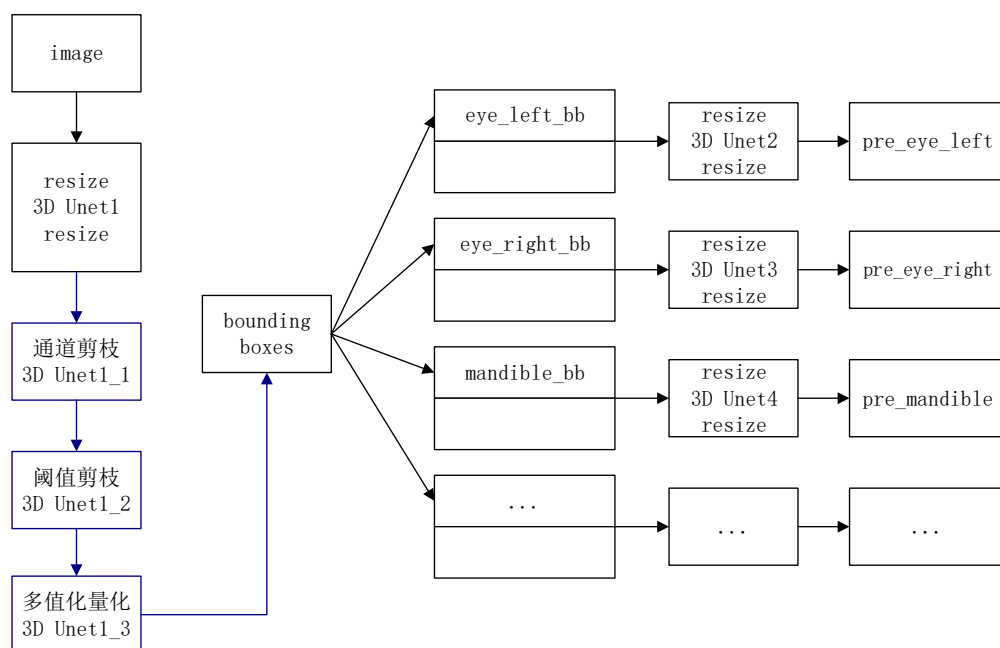 image
resize
3D Unet1
resize
通道剪枝
3D Unet1_1
阈值剪枝
3D Unet1_2
多值化量化
3D Unet1_3
bounding
boxes
eye_left_bb
resize
3D Unet2
resize
pre_eye_left
eye_right_bb
resize
3D Unet3
resize
pre_eye_right
mandible_bb
resize
3D Unet4
resize
pre_mandible
...
...
...